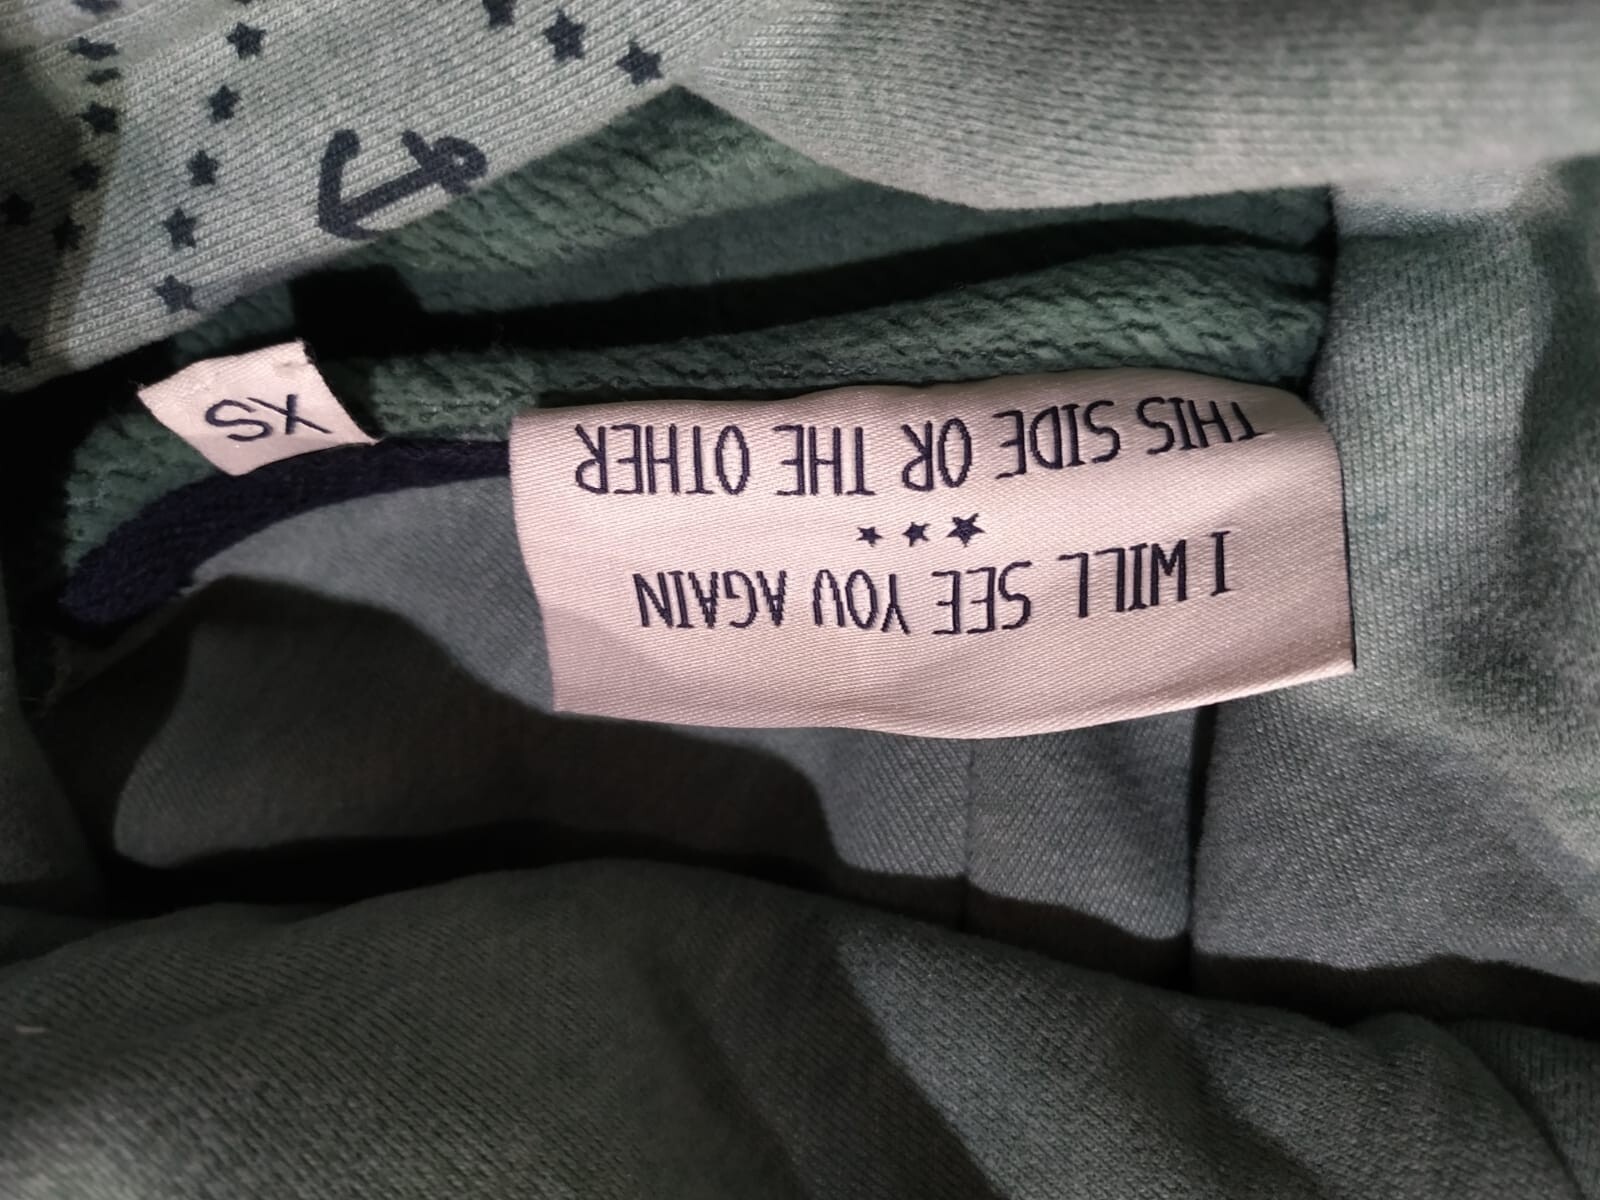 I WILL SEE YOU AGAIN
THIS SIDE OR THE OTHER
XS